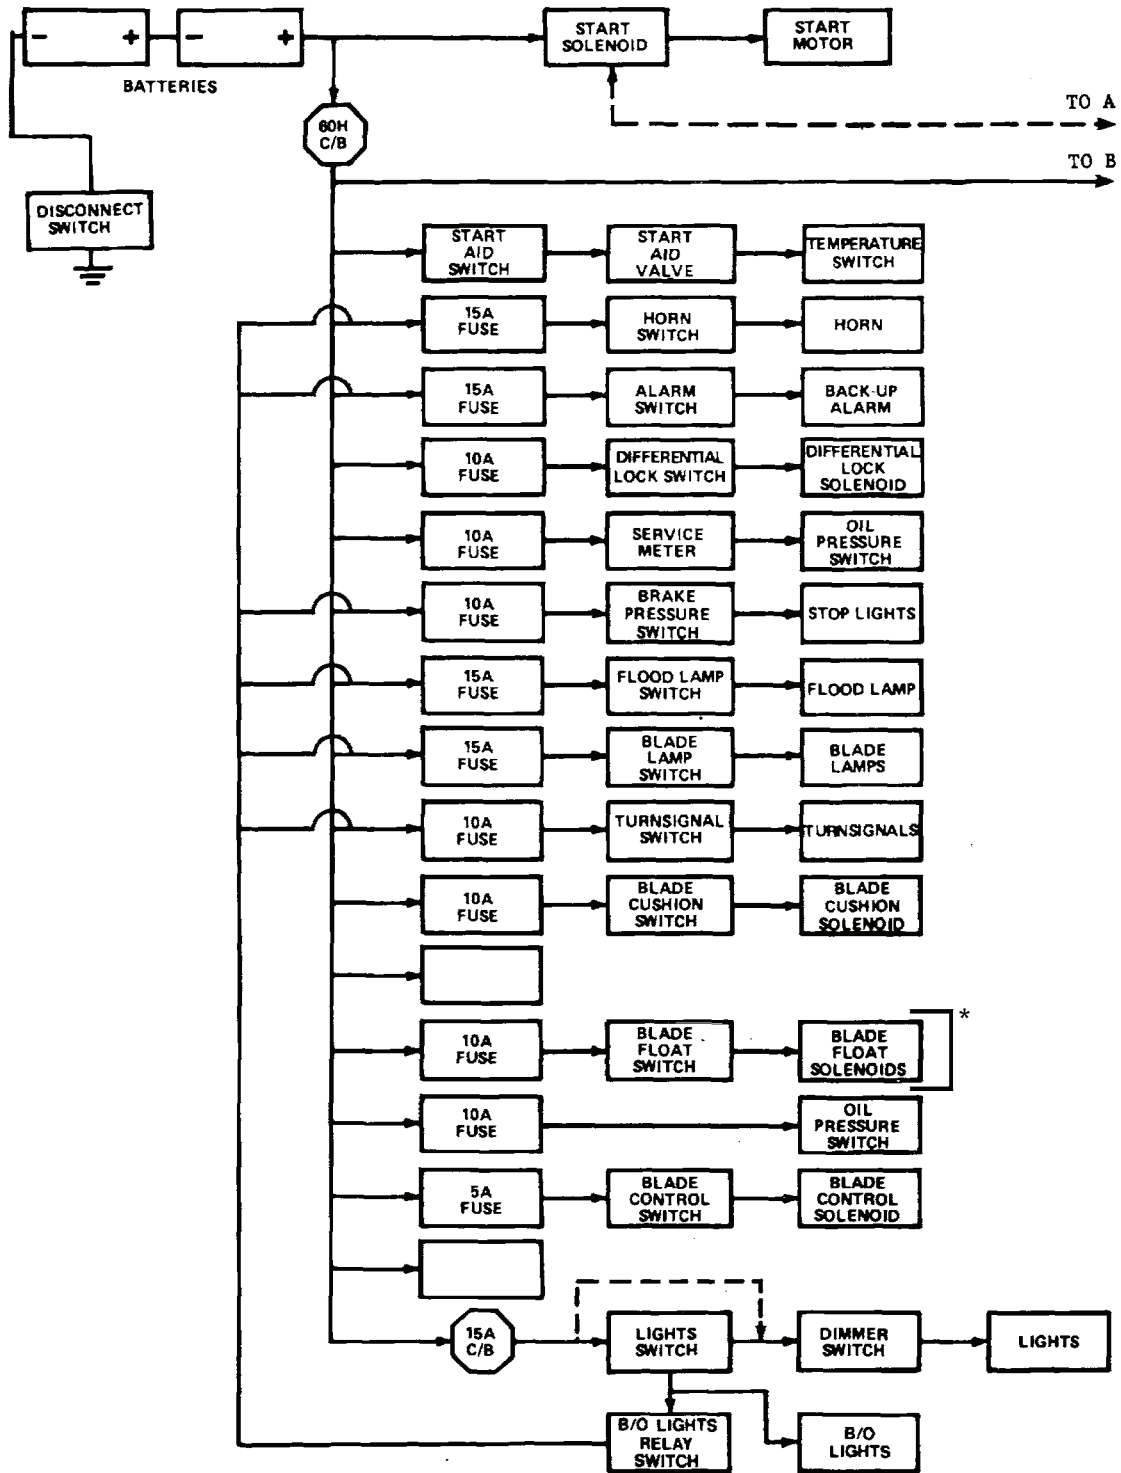 − + − +
BATTERIES
START
SOLENOID
START
MOTOR
TO A
60H
C/B
TO B
DISCONNECT
SWITCH
START
AID
SWITCH
START
AID
VALVE
TEMPERATURE
SWITCH
15A
FUSE
HORN
SWITCH
HORN
15A
FUSE
ALARM
SWITCH
BACK-UP
ALARM
10A
FUSE
DIFFERENTIAL
LOCK SWITCH
DIFFERENTIAL
LOCK
SOLENOID
10A
FUSE
SERVICE
METER
OIL
PRESSURE
SWITCH
10A
FUSE
BRAKE
PRESSURE
SWITCH
STOP LIGHTS
15A
FUSE
FLOOD LAMP
SWITCH
FLOOD LAMP
15A
FUSE
BLADE
LAMP
SWITCH
BLADE
LAMPS
10A
FUSE
TURNSIGNAL
SWITCH
TURNSIGNALS
10A
FUSE
BLADE
CUSHION
SWITCH
BLADE
CUSHION
SOLENOID
10A
FUSE
BLADE
FLOAT
SWITCH
BLADE
FLOAT
SOLENOIDS
*
10A
FUSE
OIL
PRESSURE
SWITCH
5A
FUSE
BLADE
CONTROL
SWITCH
BLADE
CONTROL
SOLENOID
15A
C/B
LIGHTS
SWITCH
DIMMER
SWITCH
LIGHTS
B/O LIGHTS
RELAY
SWITCH
B/O
LIGHTS